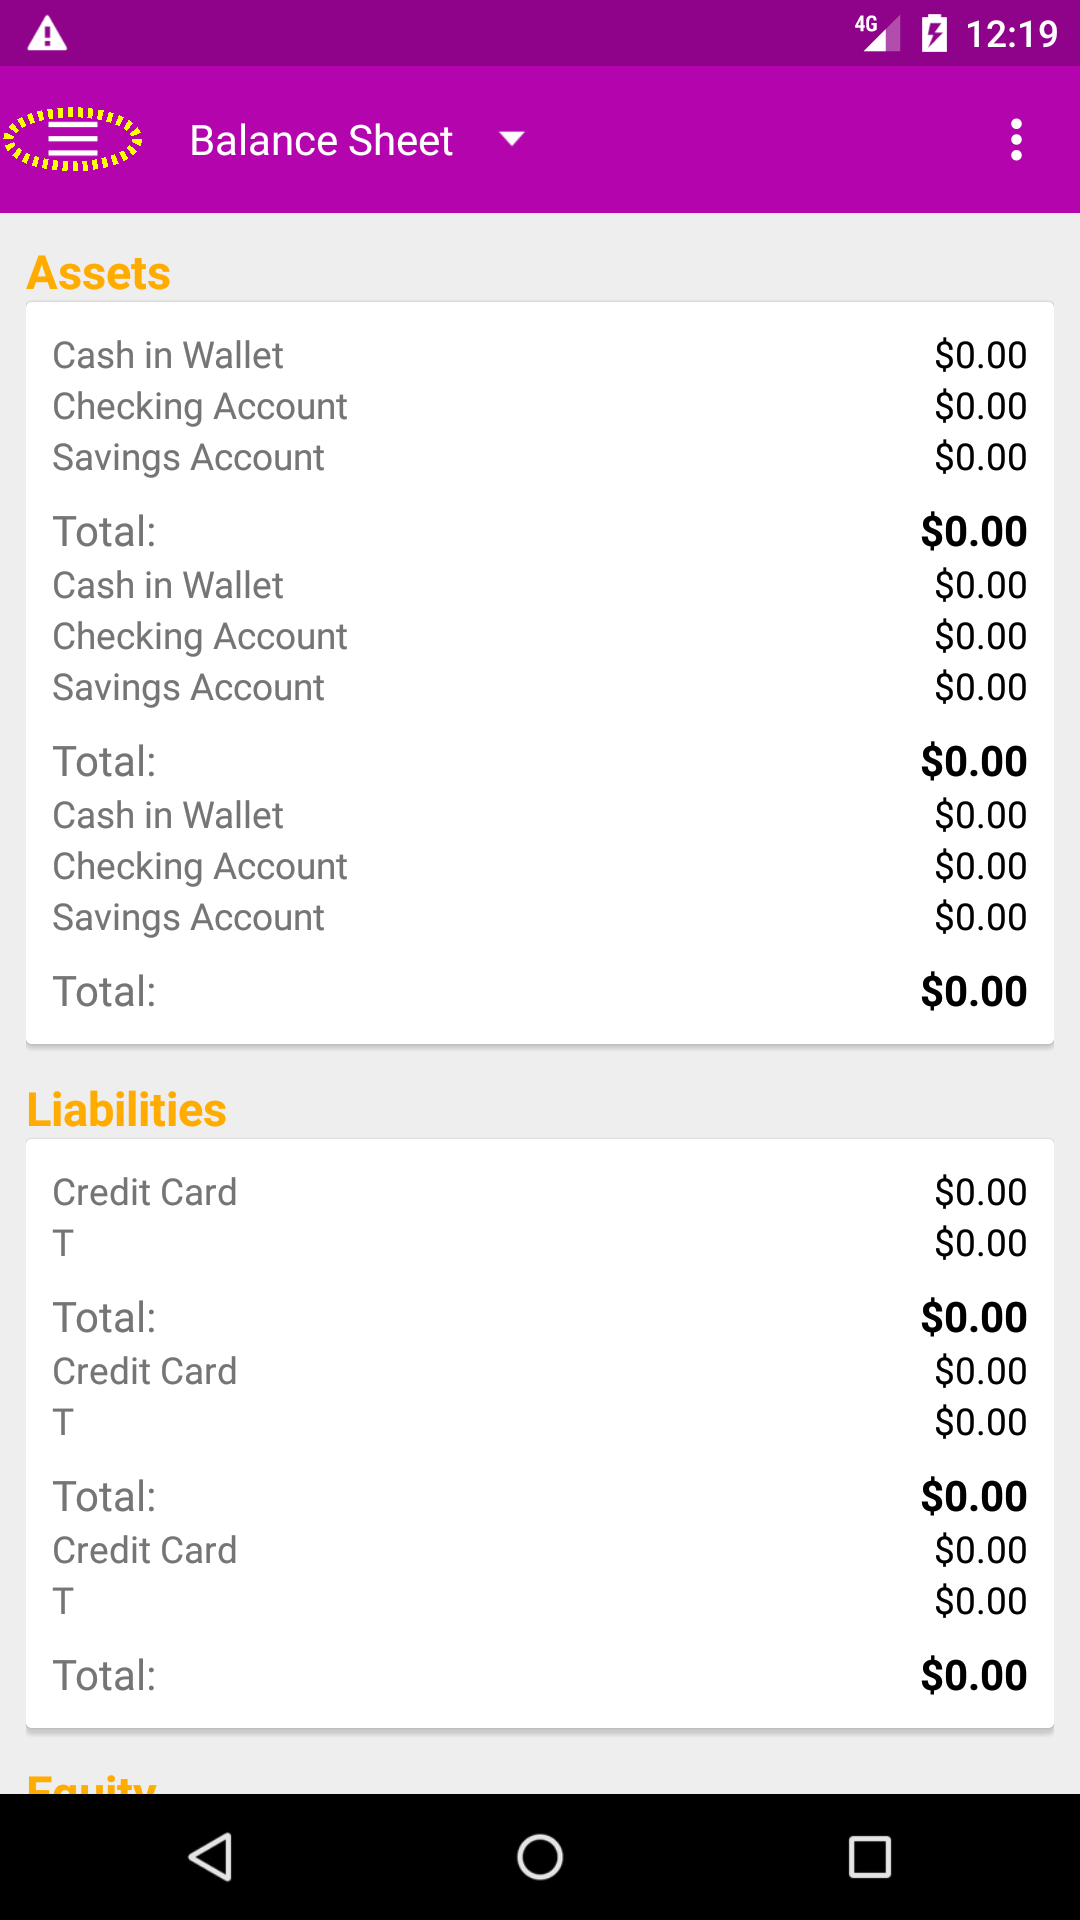 4G 12:19
Balance Sheet
Assets
Cash in Wallet $0.00
Checking Account $0.00
Savings Account $0.00
Total: $0.00
Cash in Wallet $0.00
Checking Account $0.00
Savings Account $0.00
Total: $0.00
Cash in Wallet $0.00
Checking Account $0.00
Savings Account $0.00
Total: $0.00
Liabilities
Credit Card $0.00
T $0.00
Total: $0.00
Credit Card $0.00
T $0.00
Total: $0.00
Credit Card $0.00
T $0.00
Total: $0.00
Equity